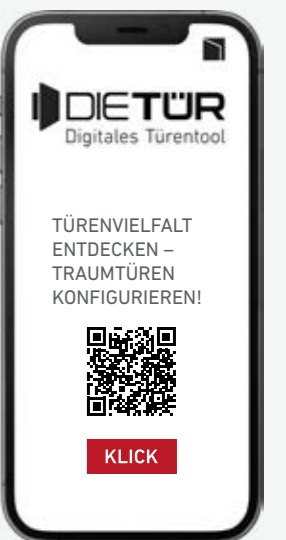 DIETÜR
Digitales Türentool
TÜRENVIELFALT
ENTDECKEN –
TRAUMTÜREN
KONFIGURIEREN!
KLICK